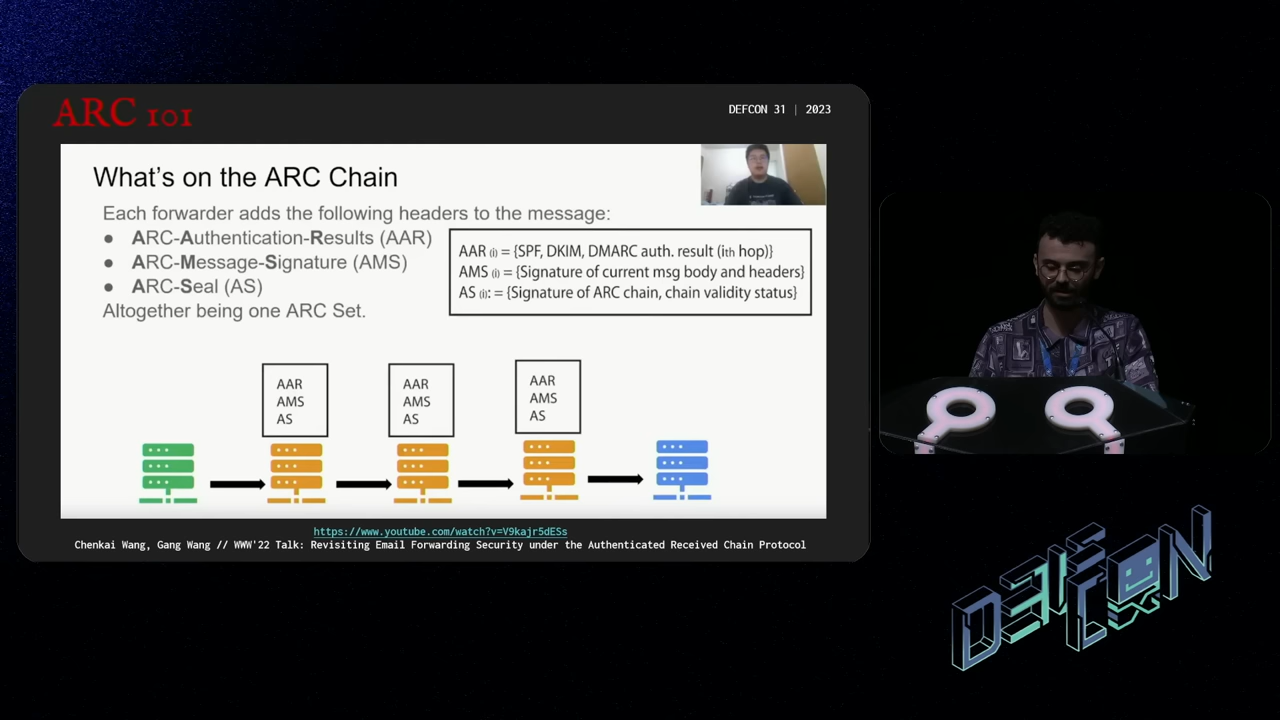 ARC 101
DEFCON 31 | 2023
What's on the ARC Chain
Each forwarder adds the following headers to the message:
● ARC-Authentication-Results (AAR)
● ARC-Message-Signature (AMS)
● ARC-Seal (AS)
Altogether being one ARC Set.
AAR (i) = {SPF, DKIM, DMARC auth. result (ith hop)}
AMS (i) = {Signature of current msg body and headers}
AS (i): = {Signature of ARC chain, chain validity status}
AAR
AMS
AS
AAR
AMS
AS
AAR
AMS
AS
https://www.youtube.com/watch?v=V9kajr5dESs
Chenkai Wang, Gang Wang // WWW'22 Talk: Revisiting Email Forwarding Security under the Authenticated Received Chain Protocol
DEFCON